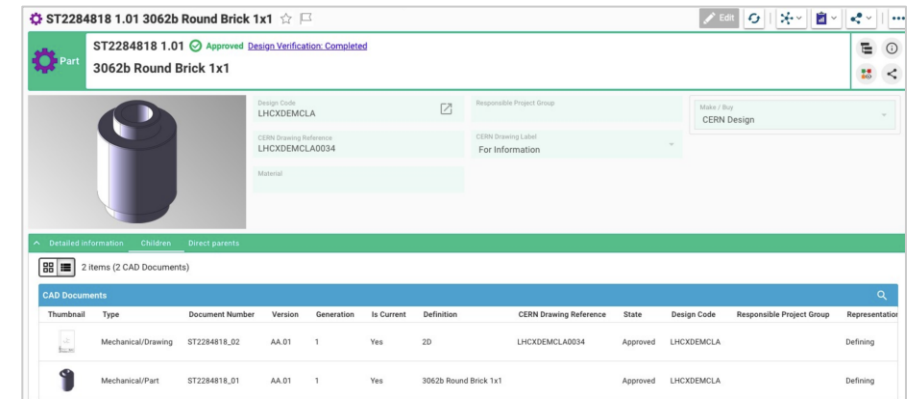 ST2284818 1.01 3062b Round Brick 1x1
Edit
Part
ST2284818 1.01 Approved Design Verification: Completed
3062b Round Brick 1x1
Design Code
LHCXDEMCLA
Responsible Project Group
Make / Buy
CERN Design
CERN Drawing Reference
LHCXDEMCLA0034
CERN Drawing Label
For Information
Material
Detailed information Children Direct parents
2 items (2 CAD Documents)
CAD Documents
Thumbnail Type Document Number Version Generation Is Current Definition CERN Drawing Reference State Design Code Responsible Project Group Representation
Mechanical/Drawing ST2284818_02 AA.01 1 Yes 2D LHCXDEMCLA0034 Approved LHCXDEMCLA Defining
Mechanical/Part ST2284818_01 AA.01 1 Yes 3062b Round Brick 1x1 Approved LHCXDEMCLA Defining